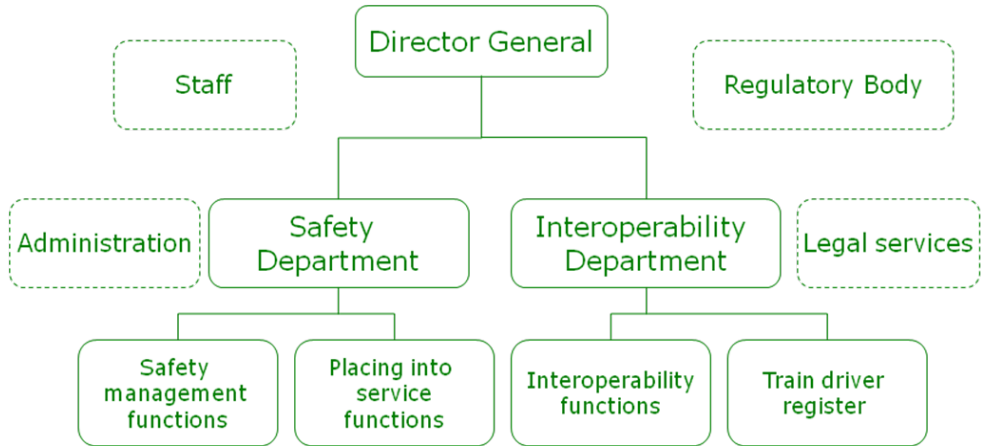 Director General
Staff
Regulatory Body
Administration
Safety
Department
Interoperability
Department
Legal services
Safety
management
functions
Placing into
service
functions
Interoperability
functions
Train driver
register